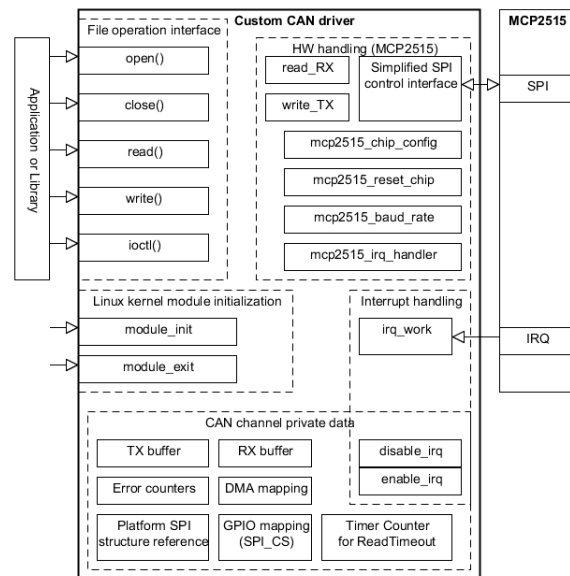 Custom CAN driver
MCP2515
File operation interface
open()
close()
read()
write()
ioctl()
Application or Library
HW handling (MCP2515)
read_RX
write_TX
Simplified SPI
control interface
mcp2515_chip_config
mcp2515_reset_chip
mcp2515_baud_rate
mcp2515_irq_handler
SPI
Linux kernel module initialization
module_init
module_exit
Interrupt handling
irq_work
IRQ
CAN channel private data
TX buffer
RX buffer
disable_irq
enable_irq
Error counters
DMA mapping
Platform SPI
structure reference
GPIO mapping
(SPI_CS)
Timer Counter
for ReadTimeout